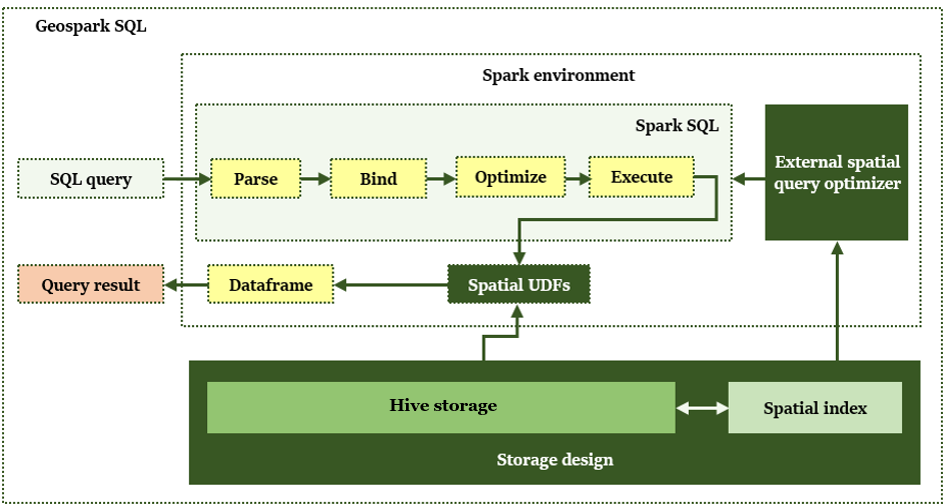 Geospark SQL
Spark environment
Spark SQL
SQL query
Parse
Bind
Optimize
Execute
External spatial
query optimizer
Query result
Dataframe
Spatial UDFs
Hive storage
Spatial index
Storage design